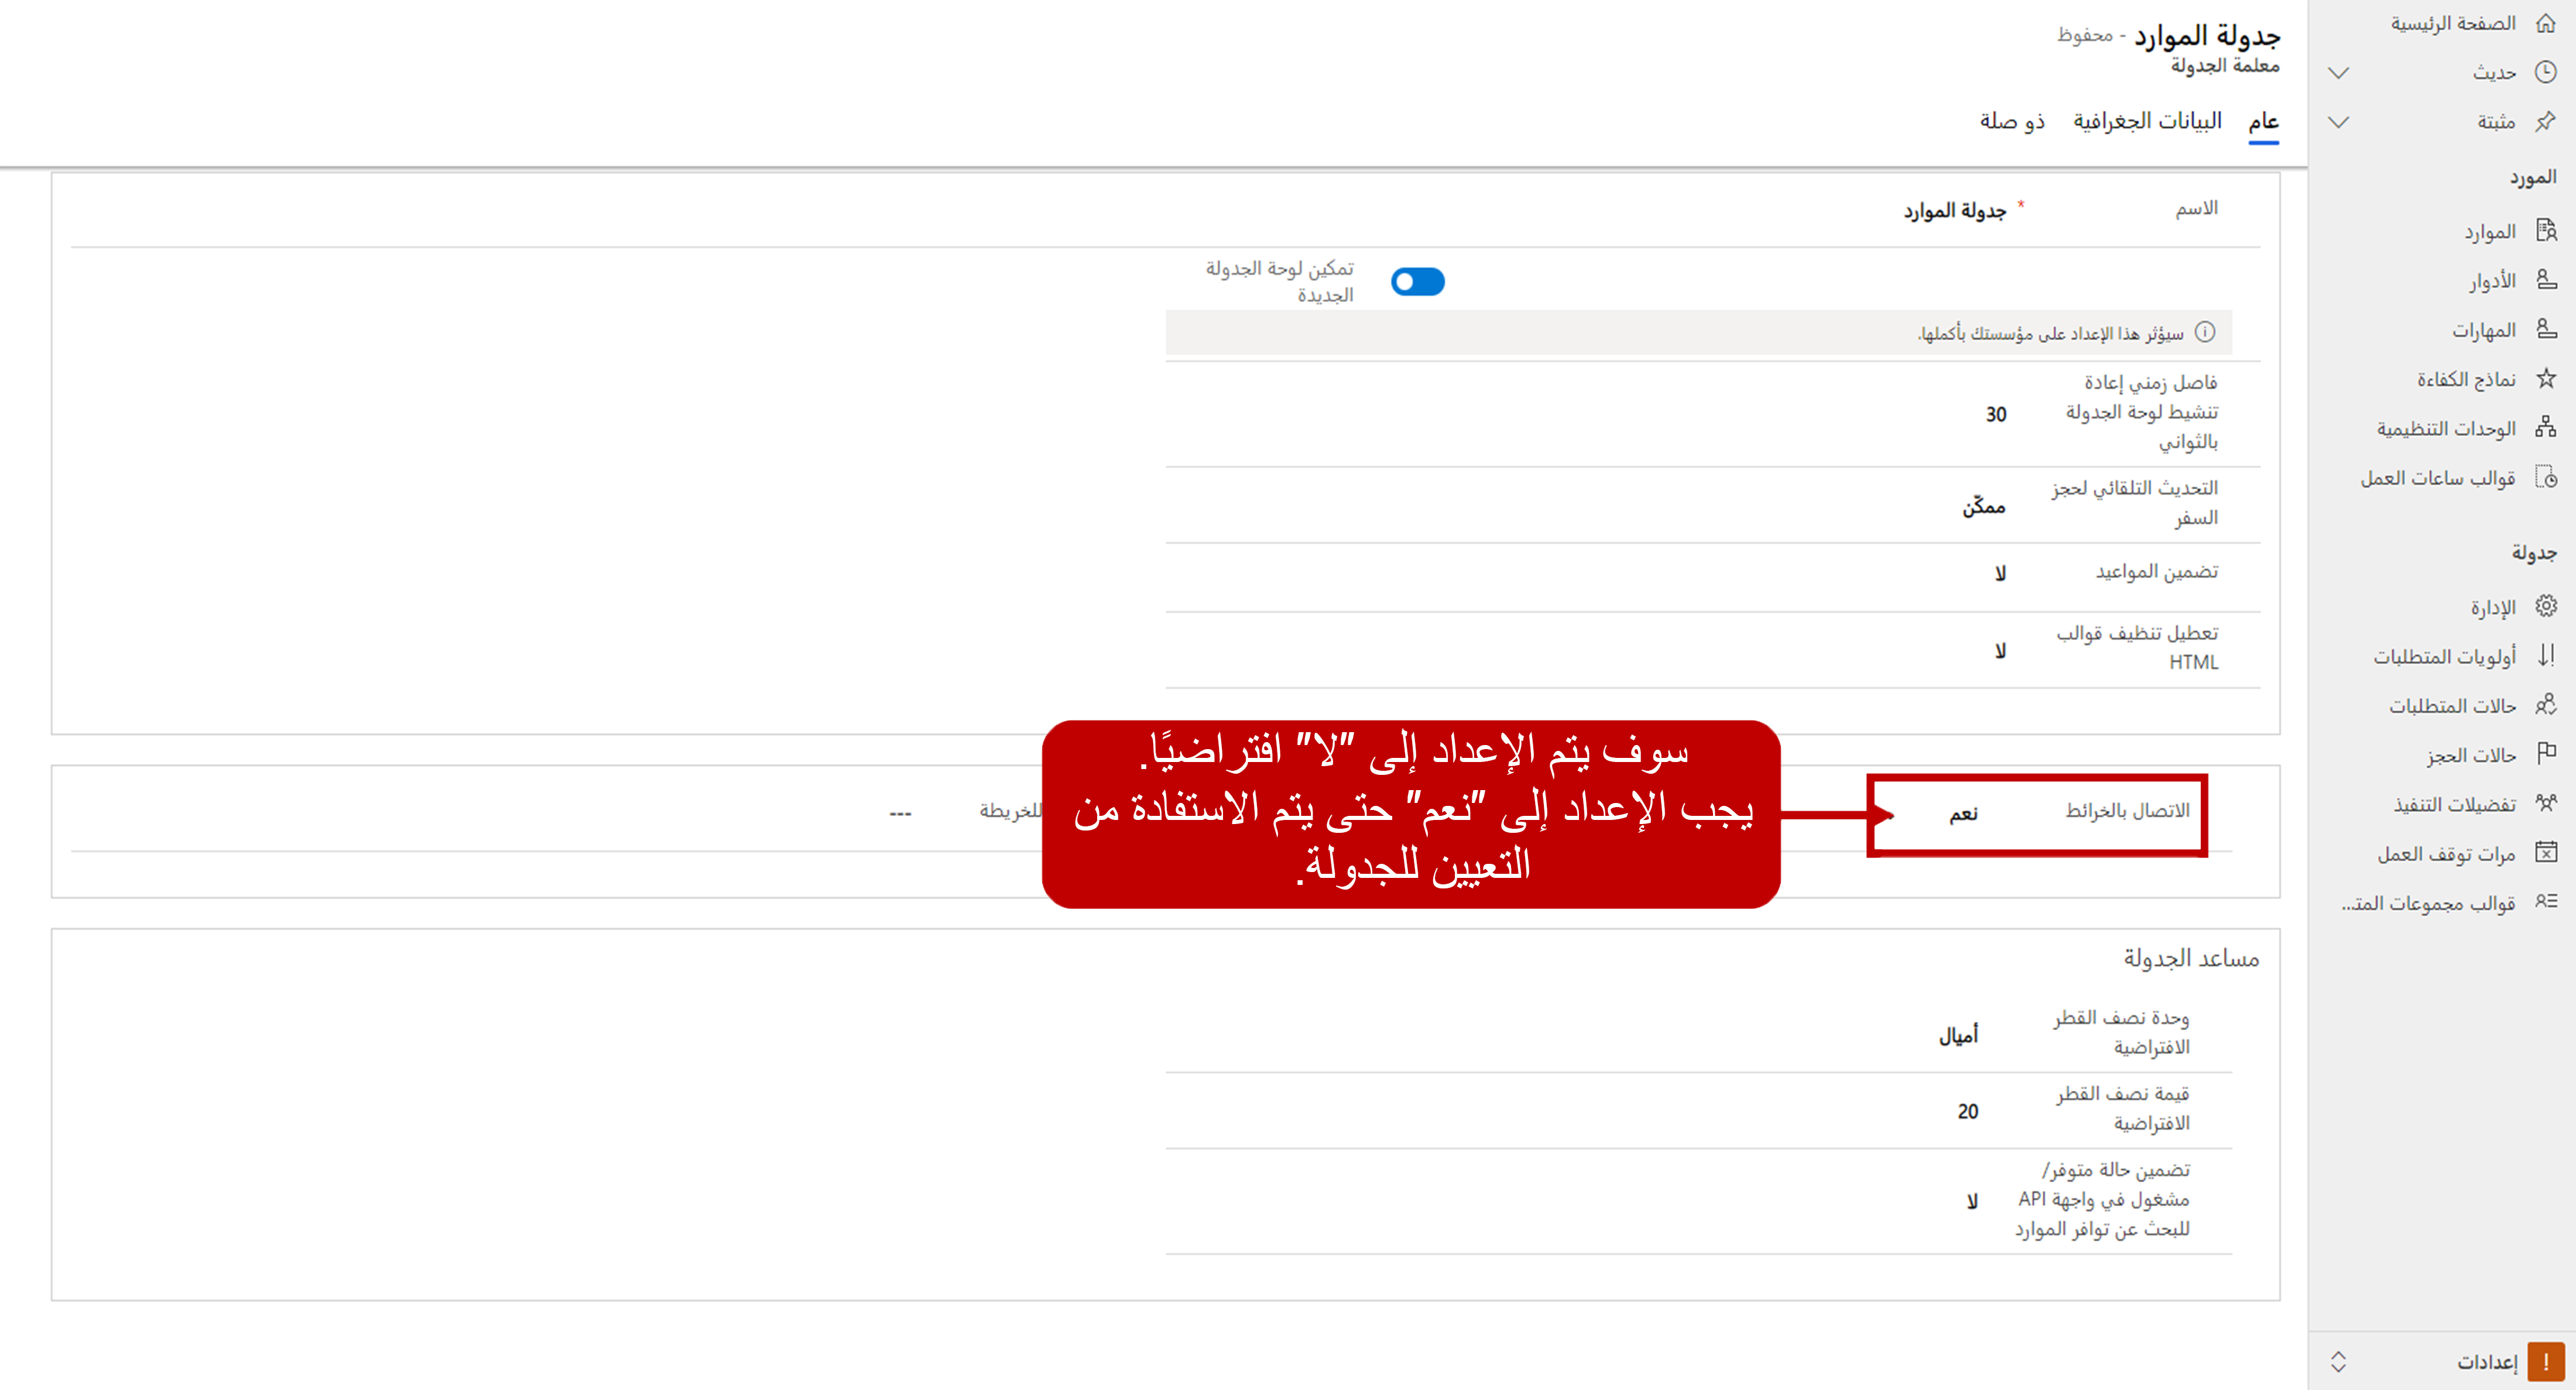 الصفحة الرئيسية
حديث
مثبتة
المورد
الموارد
الأدوار
المهارات
نماذج الكفاءة
الوحدات التنظيمية
قوالب ساعات العمل
جدولة
الإدارة
أولويات المتطلبات
حالات المتطلبات
حالات الحجز
تفضيلات التنفيذ
مرات توقف العمل
قوالب مجموعات المتـ...
إعدادات
جدولة الموارد - محفوظ
معلمة الجدولة
عام البيانات الجغرافية ذو صلة
الاسم * جدولة الموارد
تمكين لوحة الجدولة
الجديدة
سيؤثر هذا الإعداد على مؤسستك بأكملها.
فاصل زمني إعادة
تنشيط لوحة الجدولة
بالثواني
30
التحديث التلقائي لحجز
السفر
ممكّن
تضمين المواعيد لا
تعطيل تنظيف قوالب
HTML
لا
الاتصال بالخرائط نعم
سوف يتم الإعداد إلى "لا" افتراضيًا.
يجب الإعداد إلى "نعم" حتى يتم الاستفادة من
التعيين للجدولة.
للخريطة ---
مساعد الجدولة
وحدة نصف القطر
الافتراضية
أميال
قيمة نصف القطر
الافتراضية
20
تضمين حالة متوفر/
مشغول في واجهة API
للبحث عن توافر الموارد
لا